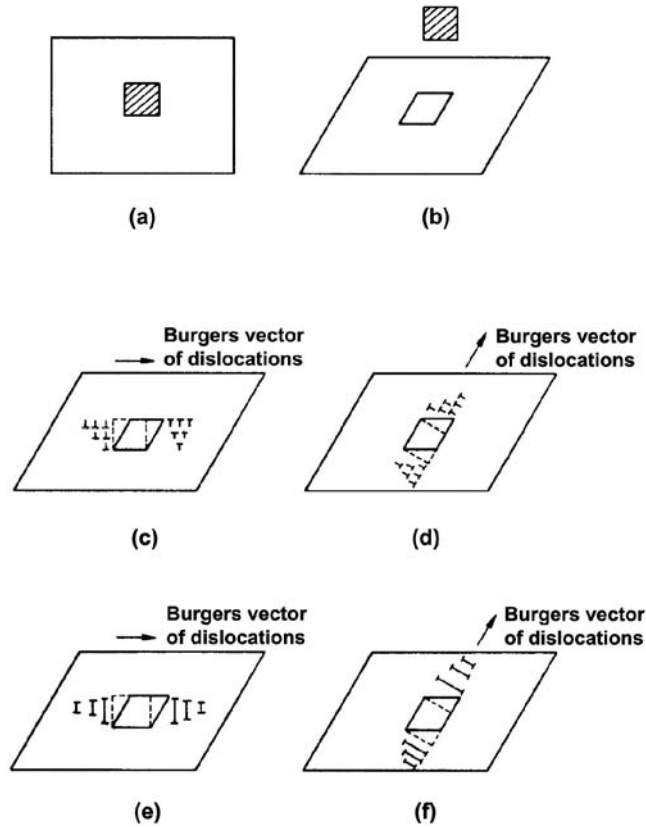 (a)
(b)
Burgers vector
of dislocations
Burgers vector
of dislocations
(c)
(d)
Burgers vector
of dislocations
Burgers vector
of dislocations
(e)
(f)